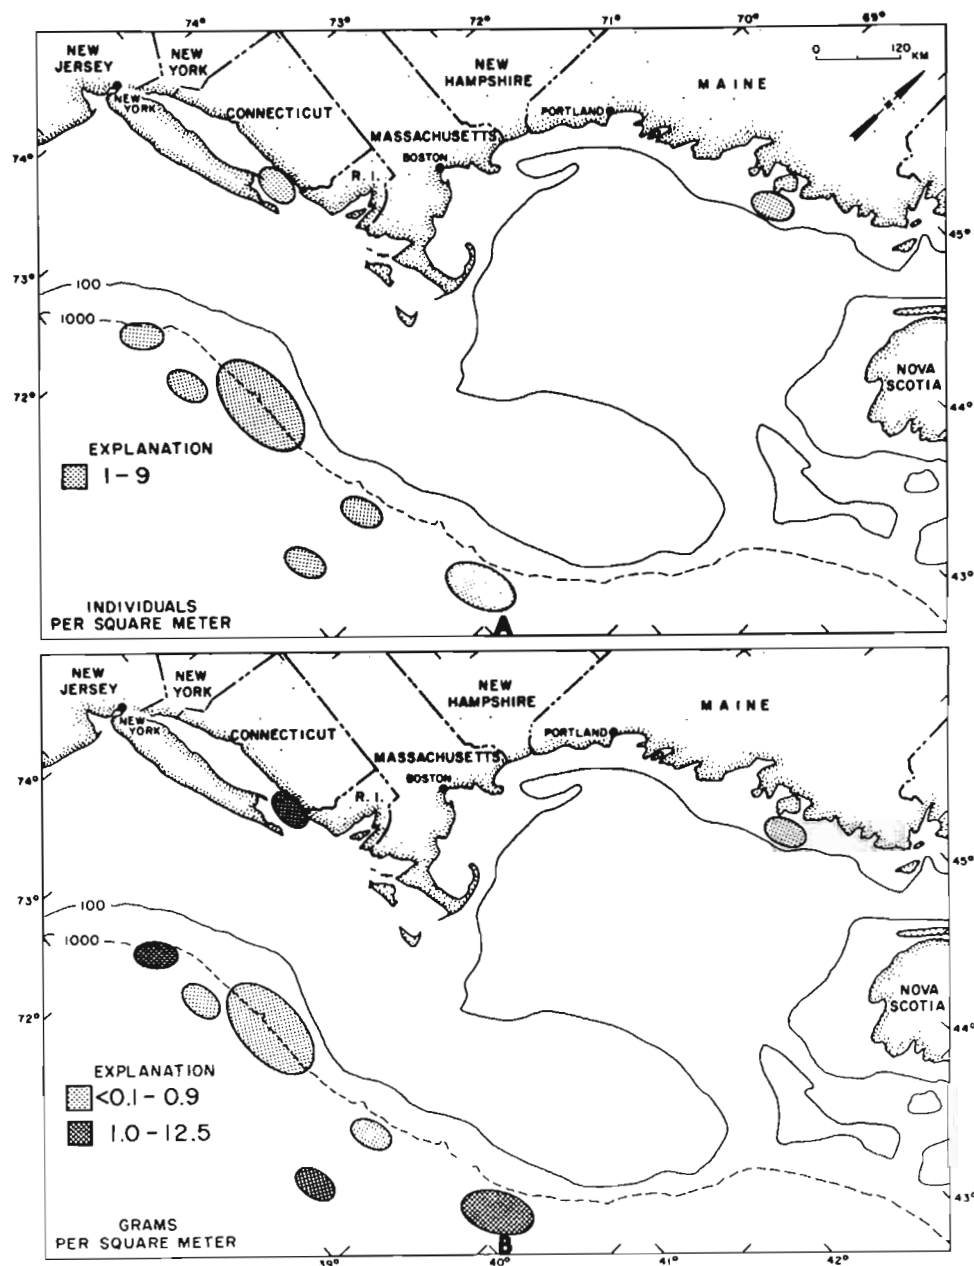 74° 73° 72° 71° 70° 69°
NEW
JERSEY
NEW
YORK
NEW
YORK
CONNECTICUT
NEW
HAMPSHIRE
MAINE
0 120 KM
PORTLAND
MASSACHUSETTS
BOSTON
R. I.
74°
45°
73°
100
1000
72°
NOVA
SCOTIA
44°
EXPLANATION
1-9
43°
INDIVIDUALS
PER SQUARE METER
A
NEW
JERSEY
NEW
YORK
NEW
YORK
CONNECTICUT
NEW
HAMPSHIRE
MAINE
PORTLAND
MASSACHUSETTS
BOSTON
R. I.
74°
45°
73°
100
1000
72°
NOVA
SCOTIA
44°
EXPLANATION
<0.1-0.9
1.0-12.5
43°
GRAMS
PER SQUARE METER
B
39° 40° 41° 42°